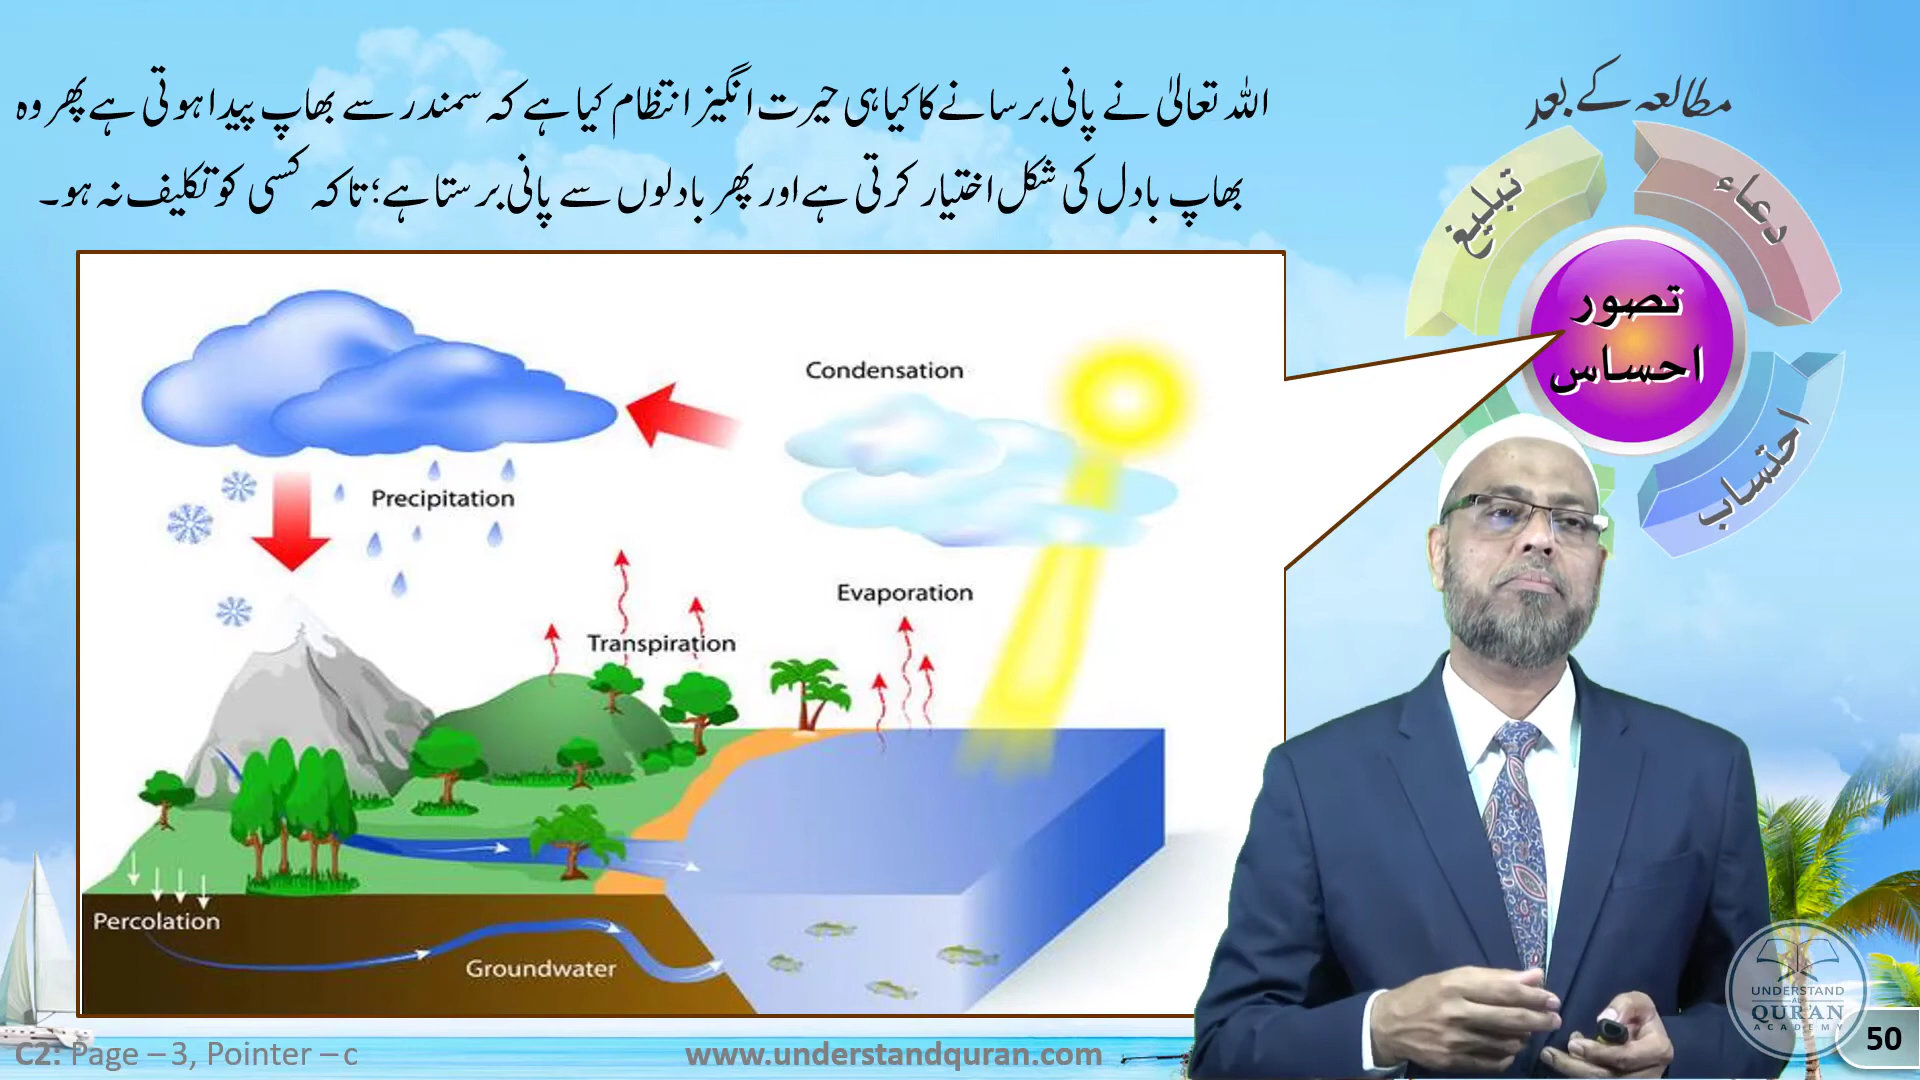 اللہ تعالیٰ نے پانی برسانے کا کیا ہی حیرت انگیز انتظام کیا ہے کہ سمندر سے بھاپ پیدا ہوتی ہے پھر وہ
بھاپ بادل کی شکل اختیار کرتی ہے اور پھر بادلوں سے پانی برستا ہے؛ تاکہ کسی کو تکلیف نہ ہو۔
مطالعہ کے بعد
دعاء
تبلیغ
تصور
احساس
احتساب
Condensation
Precipitation
Evaporation
Transpiration
Percolation
Groundwater
UNDERSTAND
AL
QURAN
ACADEMY
C2: Page – 3, Pointer – c
www.understandquran.com
50